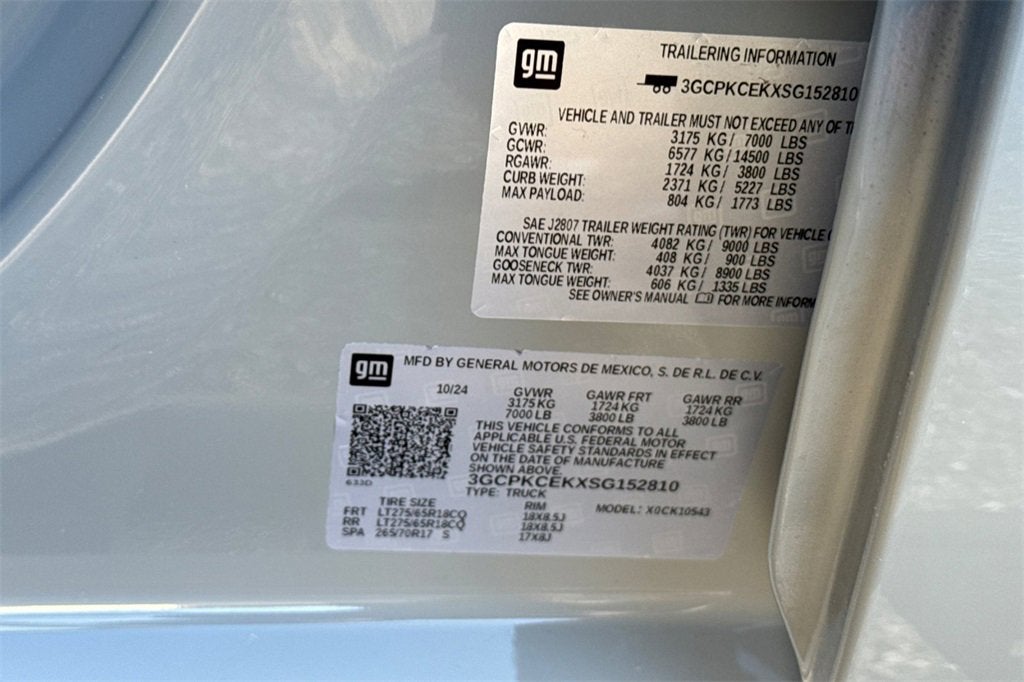 gm
TRAILERING INFORMATION
3GCPKCEKXSG152810
VEHICLE AND TRAILER MUST NOT EXCEED ANY OF T
GVWR: 3175 KG / 7000 LBS
GCWR: 6577 KG / 14500 LBS
RGAWR: 1724 KG / 3800 LBS
CURB WEIGHT: 2371 KG / 5227 LBS
MAX PAYLOAD: 804 KG / 1773 LBS
SAE J2807 TRAILER WEIGHT RATING (TWR) FOR VEHICLE
CONVENTIONAL TWR: 4082 KG / 9000 LBS
MAX TONGUE WEIGHT: 408 KG / 900 LBS
GOOSENECK TWR: 4037 KG / 8900 LBS
MAX TONGUE WEIGHT: 606 KG / 1335 LBS
SEE OWNER'S MANUAL FOR MORE INFORM
gm
MFD BY GENERAL MOTORS DE MEXICO, S. DE R.L. DE C.V.
10/24 GVWR GAWR FRT GAWR RR
3175 KG 1724 KG 1724 KG
7000 LB 3800 LB 3800 LB
THIS VEHICLE CONFORMS TO ALL
APPLICABLE U.S. FEDERAL MOTOR
VEHICLE SAFETY STANDARDS IN EFFECT
ON THE DATE OF MANUFACTURE
SHOWN ABOVE.
633D
3GCPKCEKXSG152810
TYPE: TRUCK
TIRE SIZE RIM MODEL: X0CK10543
FRT LT275/65R18CQ 18X8.5J
RR LT275/65R18CQ 18X8.5J
SPA 265/70R17 S 17X8J